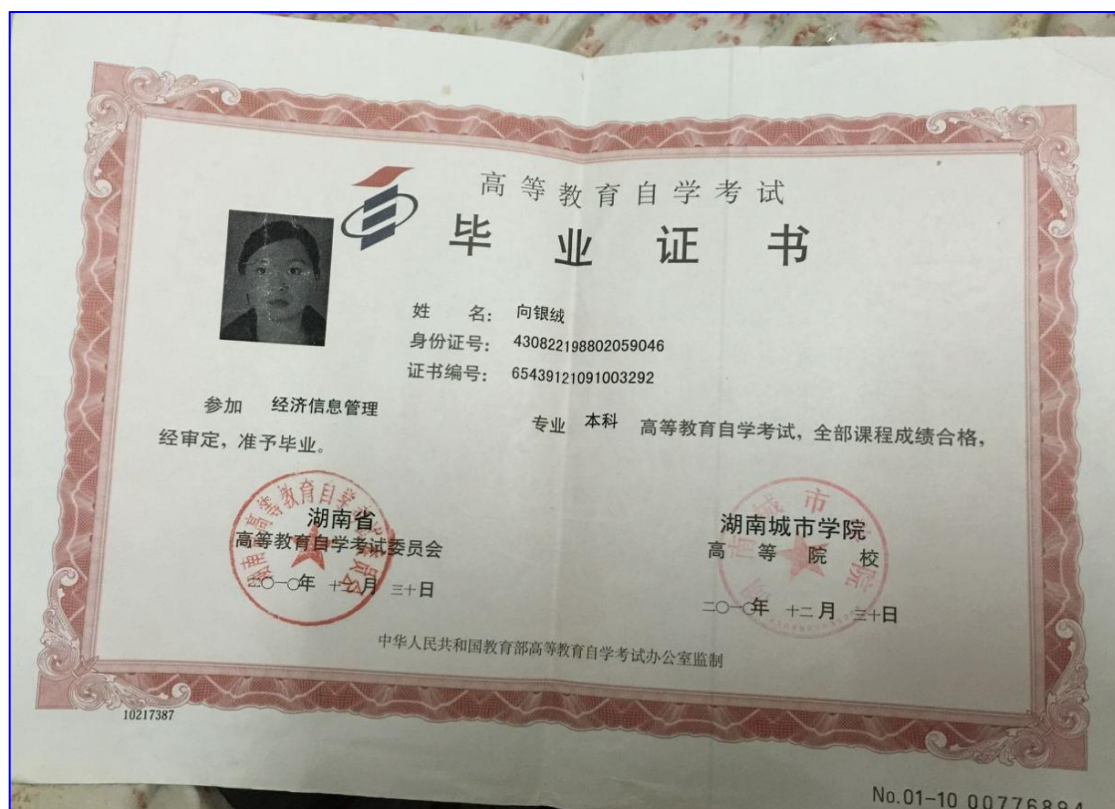 高等教育自学考试
毕业证书
姓 名： 向银绒
身份证号： 430822198802059046
证书编号： 65439121091003292
参加 经济信息管理 专业 本科 高等教育自学考试，全部课程成绩合格，
经审定，准予毕业。
湖南省
高等教育自学考试委员会
二〇一〇年 十二月 三十日
湖南城市学院
高等院校
二〇一〇年 十二月 三十日
中华人民共和国教育部高等教育自学考试办公室监制
10217387
No.01-10 00776894